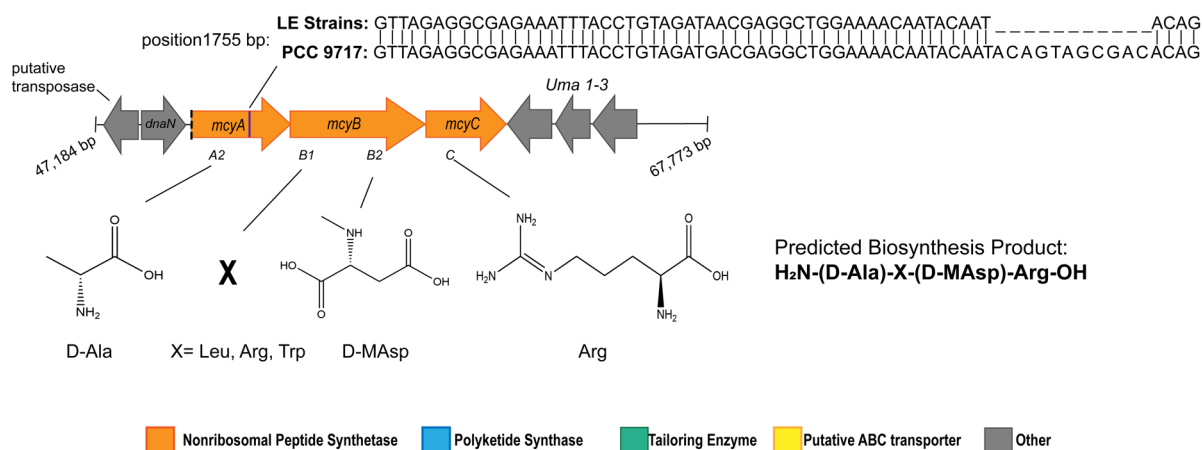 LE Strains: GTTAGAGGCGAGAAATTTACCTGTAGATAACGAGGCTGGAAAACAATACAAT - - - - - - - - - - - - - ACAG
position1755 bp:
PCC 9717: GTTAGAGGCGAGAAATTTACCTGTAGATGACGAGGCTGGAAAACAATACAATACAGTAGCGACACAG
putative
transposase
Uma 1-3
dnaN
mcyA
mcyB
mcyC
47,184 bp
67,773 bp
A2
B1
B2
C
O
OH
NH₂
X
NH
O
HO
OH
O
NH₂
H₂N
N
O
OH
NH₂
Predicted Biosynthesis Product:
H₂N-(D-Ala)-X-(D-MAsp)-Arg-OH
D-Ala
X= Leu, Arg, Trp
D-MAsp
Arg
Nonribosomal Peptide Synthetase
Polyketide Synthase
Tailoring Enzyme
Putative ABC transporter
Other